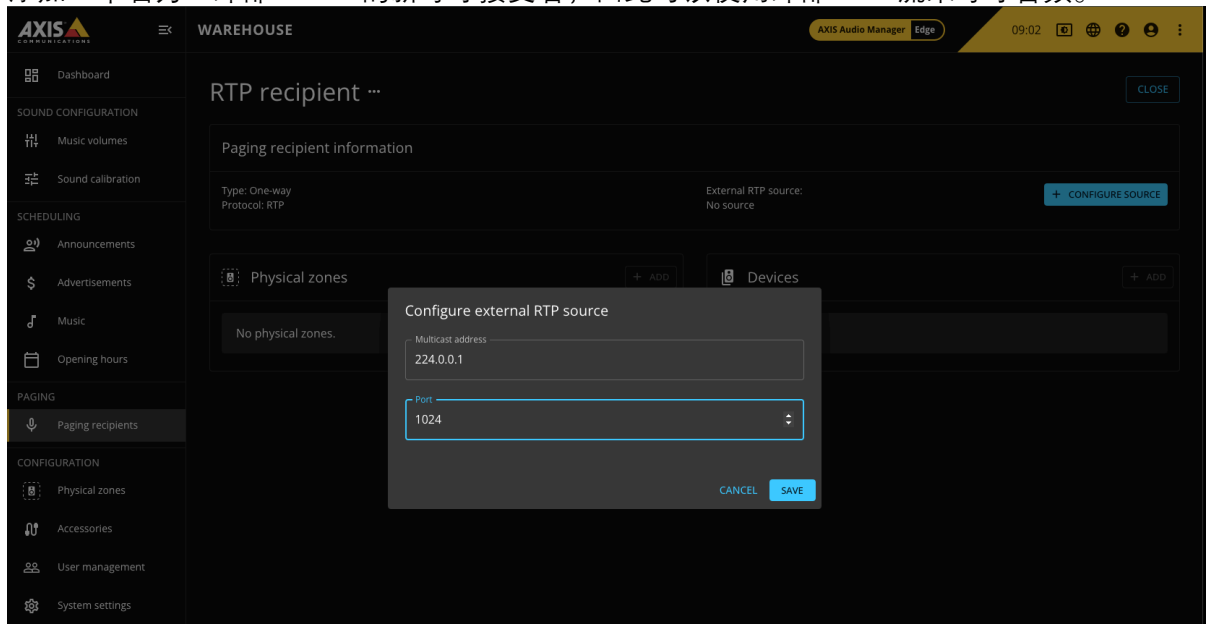 AXIS
COMMUNICATIONS
WAREHOUSE
AXIS Audio Manager Edge
09:02
Dashboard
SOUND CONFIGURATION
Music volumes
Sound calibration
SCHEDULING
Announcements
Advertisements
Music
Opening hours
PAGING
Paging recipients
CONFIGURATION
Physical zones
Accessories
User management
System settings
RTP recipient ···
CLOSE
Paging recipient information
Type: One-way
Protocol: RTP
External RTP source:
No source
+ CONFIGURE SOURCE
Physical zones
+ ADD
No physical zones.
Devices
+ ADD
Configure external RTP source
Multicast address
224.0.0.1
Port
1024
CANCEL
SAVE